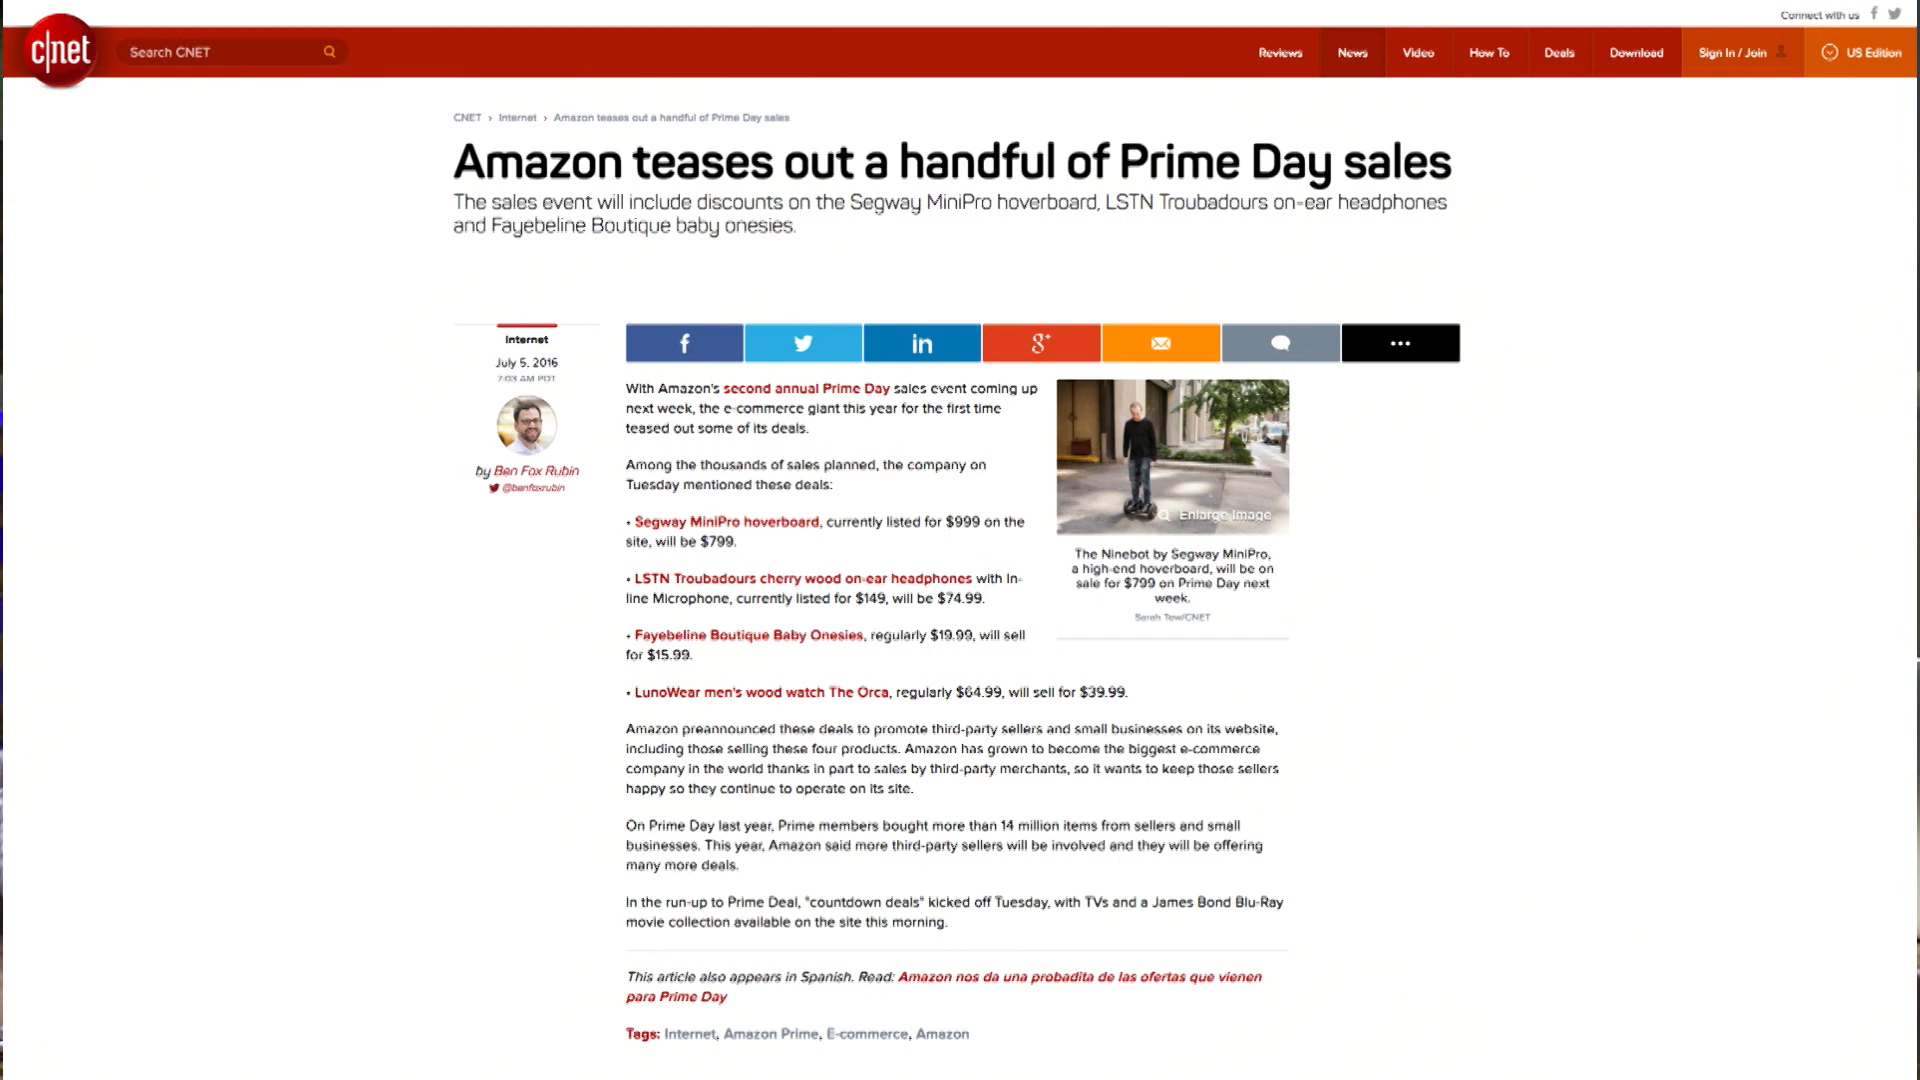 Connect with us
c|net
Search CNET
Reviews
News
Video
How To
Deals
Download
Sign In / Join
US Edition
CNET › Internet › Amazon teases out a handful of Prime Day sales
Amazon teases out a handful of Prime Day sales
The sales event will include discounts on the Segway MiniPro hoverboard, LSTN Troubadours on-ear headphones
and Fayebeline Boutique baby onesies.
Internet
July 5, 2016
7:03 AM PDT
by Ben Fox Rubin
@benfoxrubin
With Amazon's second annual Prime Day sales event coming up
next week, the e-commerce giant this year for the first time
teased out some of its deals.
Among the thousands of sales planned, the company on
Tuesday mentioned these deals:
• Segway MiniPro hoverboard, currently listed for $999 on the
site, will be $799.
• LSTN Troubadours cherry wood on-ear headphones with In-
line Microphone, currently listed for $149, will be $74.99.
• Fayebeline Boutique Baby Onesies, regularly $19.99, will sell
for $15.99.
• LunoWear men's wood watch The Orca, regularly $64.99, will sell for $39.99.
Enlarge Image
The Ninebot by Segway MiniPro,
a high-end hoverboard, will be on
sale for $799 on Prime Day next
week.
Sarah Tew/CNET
Amazon preannounced these deals to promote third-party sellers and small businesses on its website,
including those selling these four products. Amazon has grown to become the biggest e-commerce
company in the world thanks in part to sales by third-party merchants, so it wants to keep those sellers
happy so they continue to operate on its site.
On Prime Day last year, Prime members bought more than 14 million items from sellers and small
businesses. This year, Amazon said more third-party sellers will be involved and they will be offering
many more deals.
In the run-up to Prime Deal, "countdown deals" kicked off Tuesday, with TVs and a James Bond Blu-Ray
movie collection available on the site this morning.
This article also appears in Spanish. Read: Amazon nos da una probadita de las ofertas que vienen
para Prime Day
Tags: Internet, Amazon Prime, E-commerce, Amazon